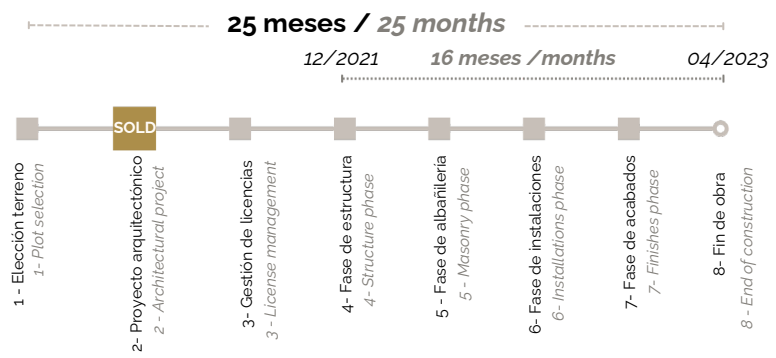 25 meses / 25 months
12/2021 16 meses /months 04/2023
SOLD
1 - Elección terreno
1- Plot selection
2- Proyecto arquitectónico
2 - Architectural project
3- Gestión de licencias
3 - License management
4- Fase de estructura
4- Structure phase
5 - Fase de albañilería
5 - Masonry phase
6- Fase de instalaciones
6- Installations phase
7- Fase de acabados
7- Finishes phase
8- Fin de obra
8 - End of construction